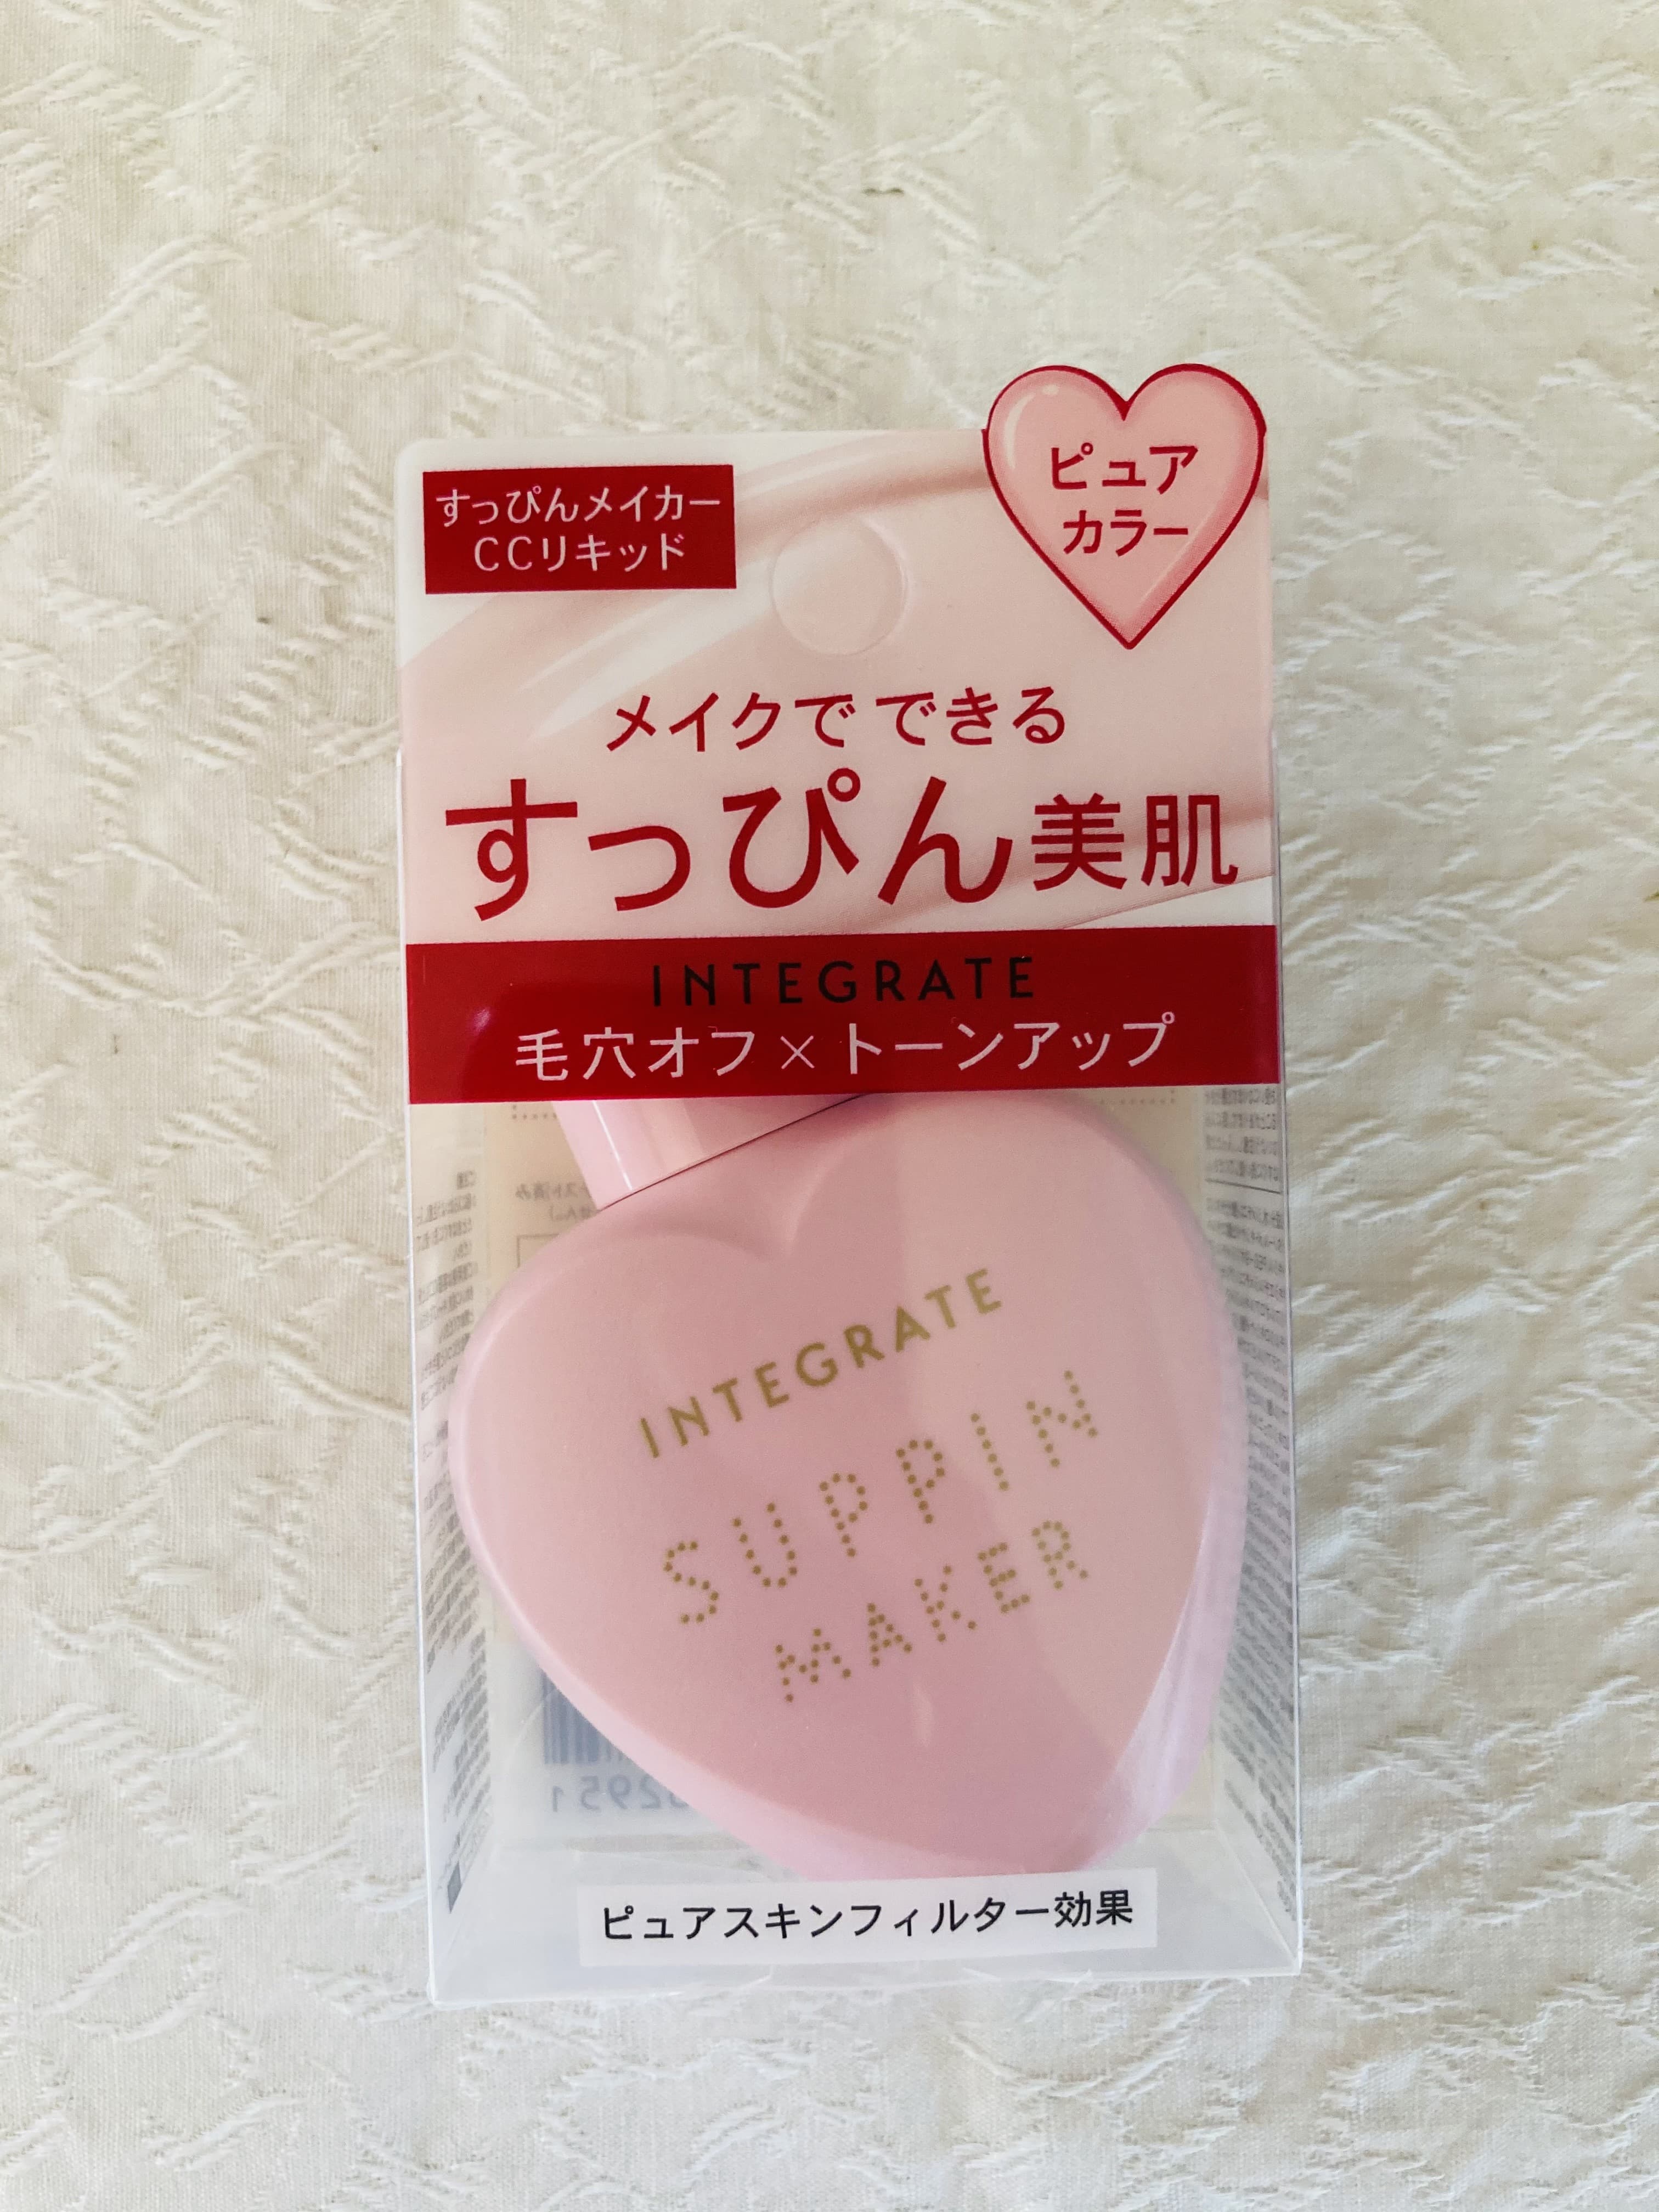 すっぴんメイカー
CCリキッド
ピュア
カラー
メイクで できる
すっぴん美肌
INTEGRATE
毛穴オフ×トーンアップ
INTEGRATE
SUPPIN
MAKER
ピュアスキンフィルター効果